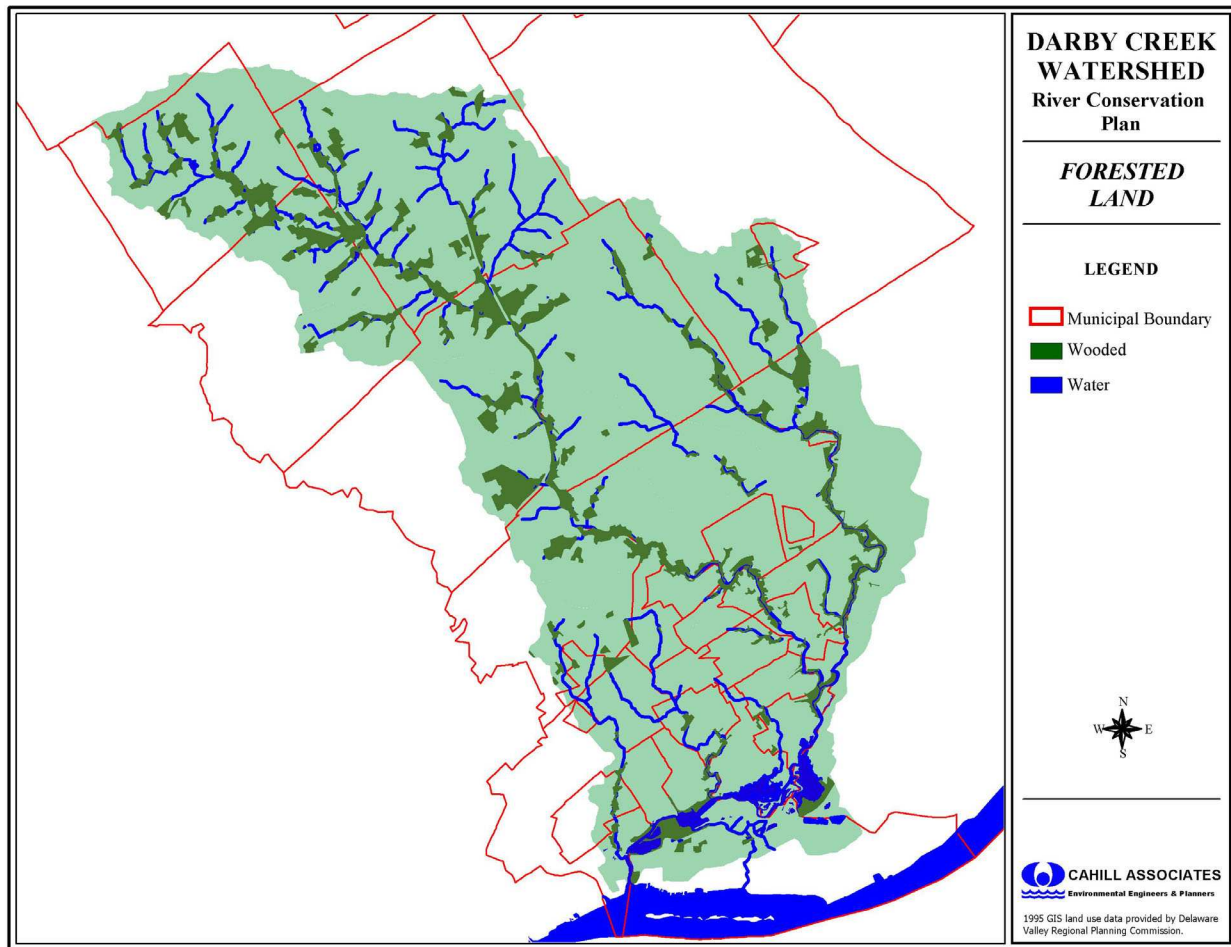 DARBY CREEK
WATERSHED
River Conservation
Plan
FORESTED
LAND
LEGEND
Municipal Boundary
Wooded
Water
N
W E
S
CAHILL ASSOCIATES
Environmental Engineers & Planners
1995 GIS land use data provided by Delaware
Valley Regional Planning Commission.